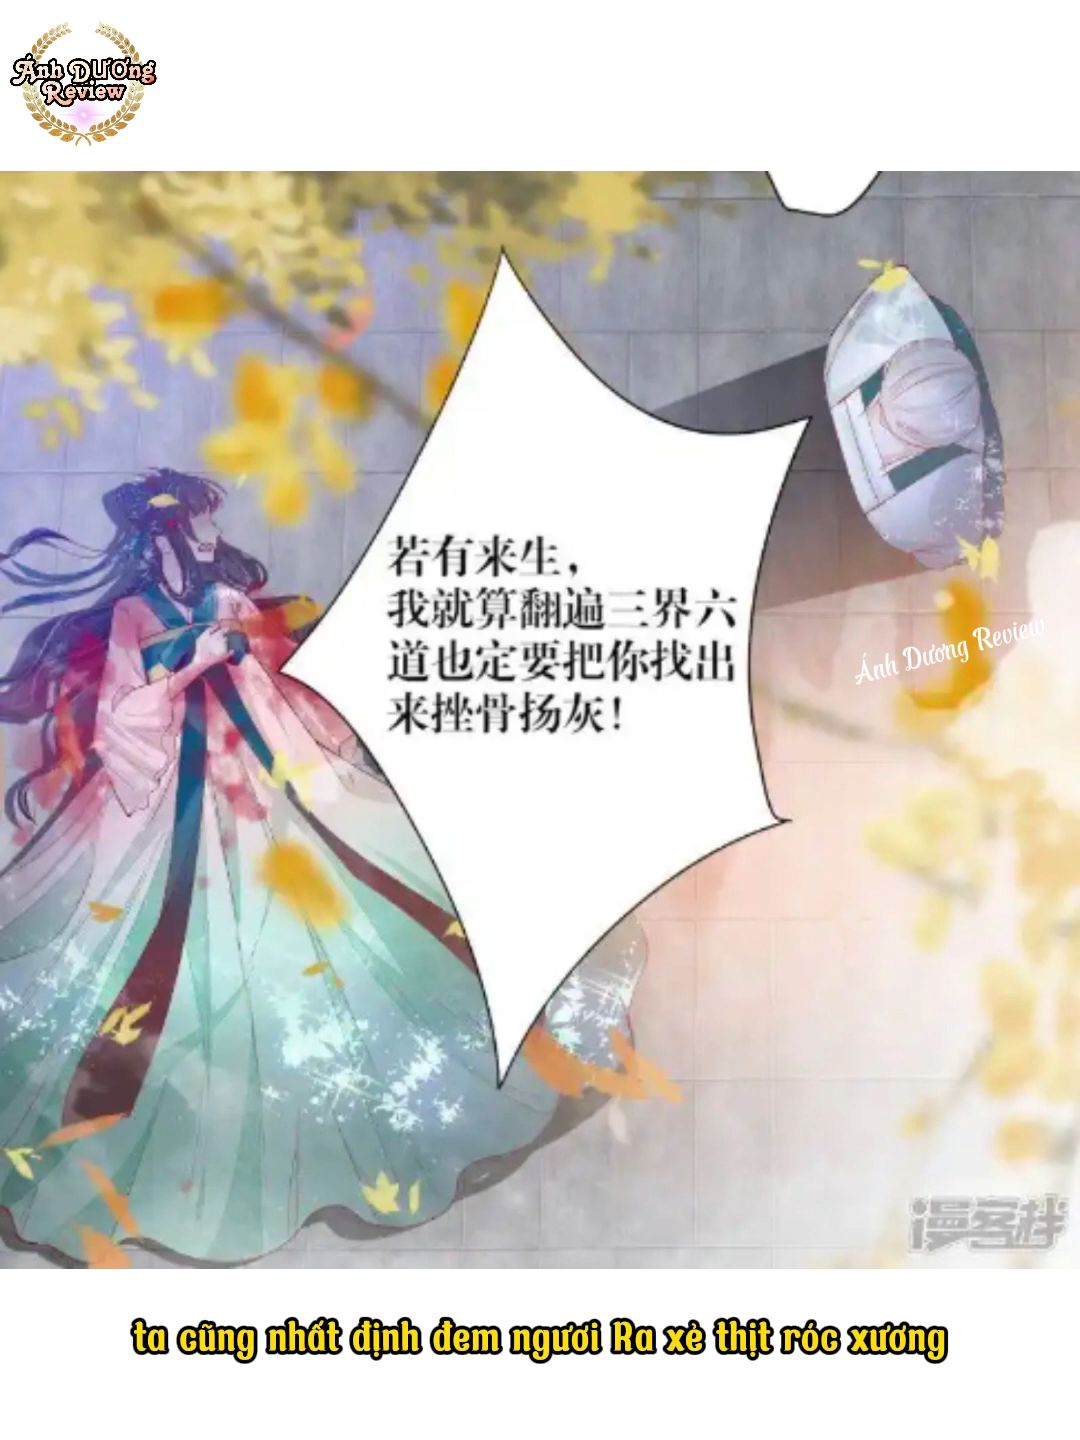 Ánh Dương
Review
若有来生，
我就算翻遍三界六
道也定要把你找出
来挫骨扬灰！
Ánh Dương Review
漫客栈
ta cũng nhất định đem ngươi Ra xẻ thịt róc xương